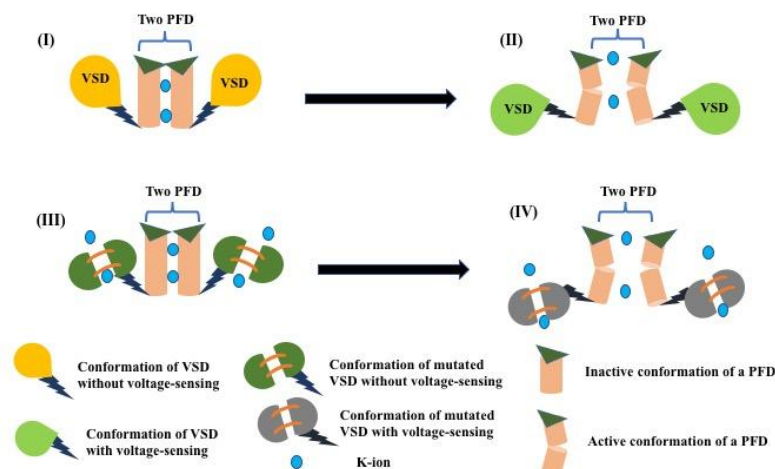 Two PFD
(I)
VSD
VSD
Two PFD
(II)
VSD
VSD
Two PFD
(III)
Two PFD
(IV)
Conformation of VSD
without voltage-sensing
Conformation of mutated
VSD without voltage-sensing
Inactive conformation of a PFD
Conformation of VSD
with voltage-sensing
Conformation of mutated
VSD with voltage-sensing
K-ion
Active conformation of a PFD